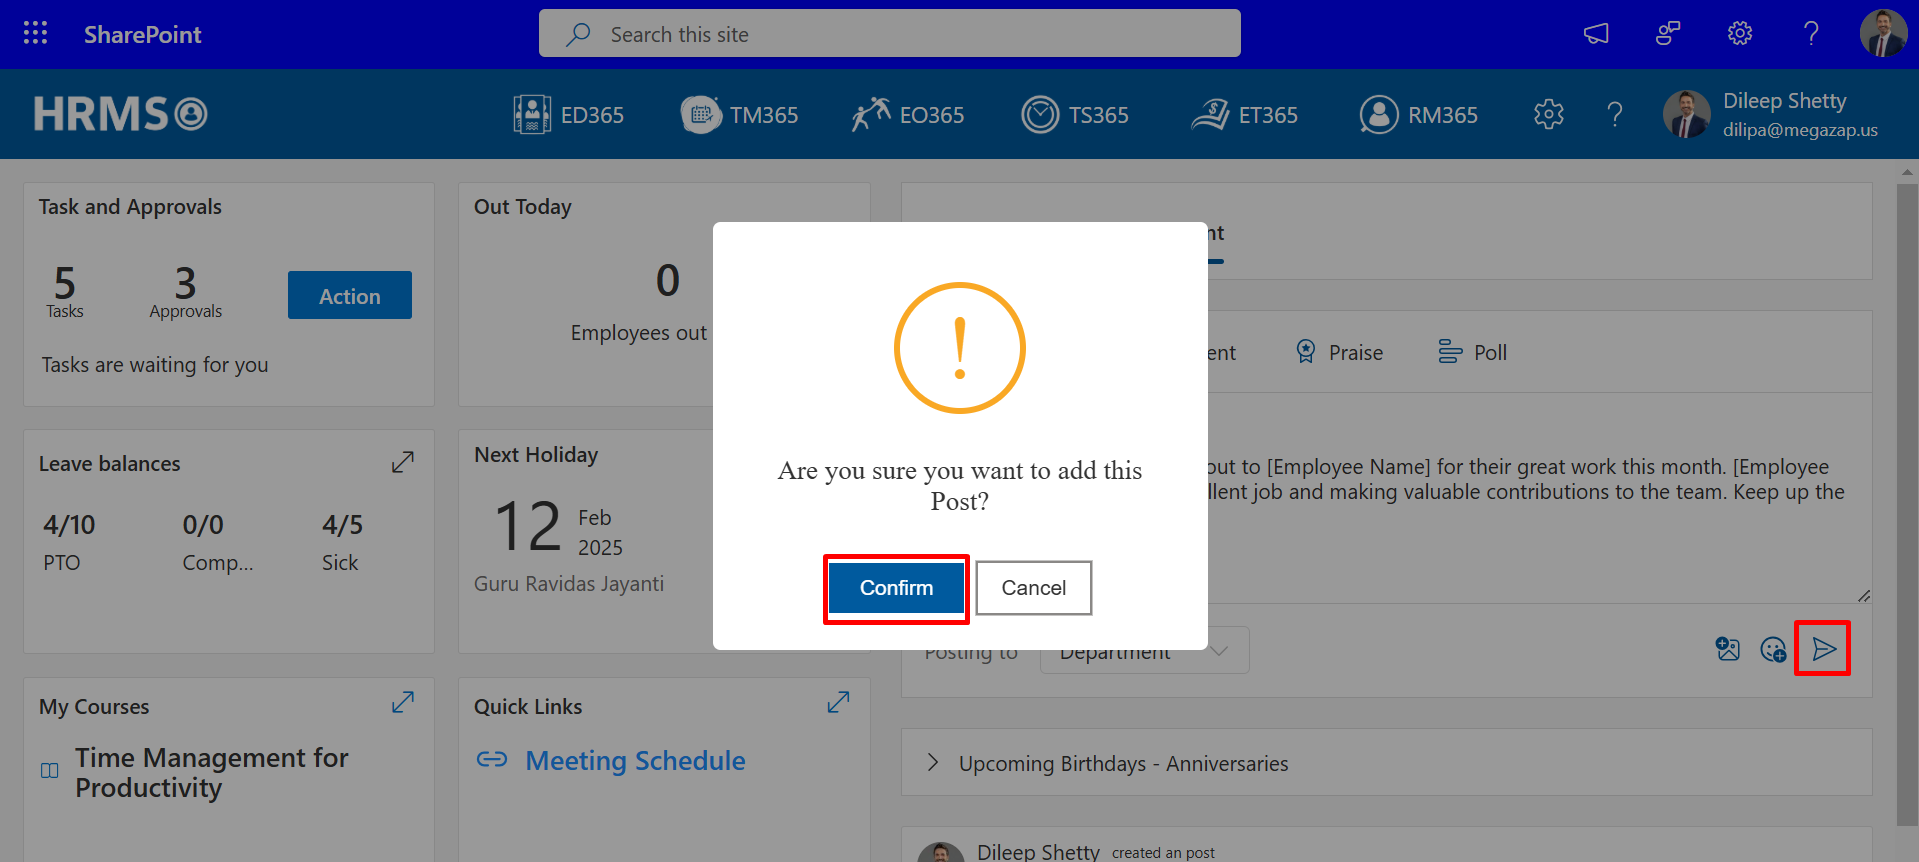 SharePoint
Search this site
HRMS
ED365
TM365
EO365
TS365
ET365
RM365
Dileep Shetty
dilipa@megazap.us
Task and Approvals
5
Tasks
3
Approvals
Action
Tasks are waiting for you
Out Today
0
Employees out
nt
ent
Praise
Poll
Are you sure you want to add this
Post?
Confirm
Cancel
out to [Employee Name] for their great work this month. [Employee
llent job and making valuable contributions to the team. Keep up the
Posting to
Department
Leave balances
4/10
PTO
0/0
Comp...
4/5
Sick
Next Holiday
12
Feb
2025
Guru Ravidas Jayanti
My Courses
Time Management for
Productivity
Quick Links
Meeting Schedule
Upcoming Birthdays - Anniversaries
Dileep Shetty created an post